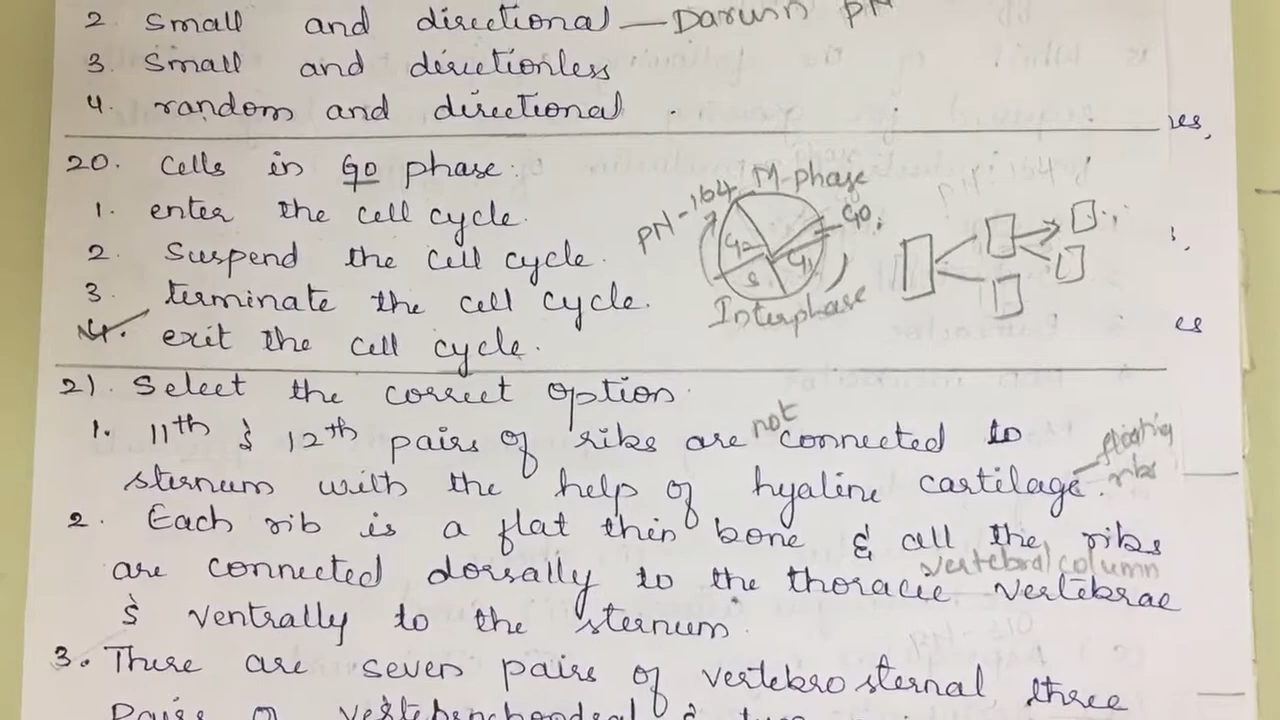 2 Small and directional — Darwin PN
3. Small and directionless
4. random and directional
res,
20. Cells in G0 phase.
1. enter the cell cycle.
2. Suspend the cell cycle.
3. terminate the cell cycle.
4. exit the cell cycle.
PN-164
M-phase
G0
G2
G1
S
Interphase
es
21. Select the correct option.
1. 11th & 12th pairs of ribs are not connected to
sternum with the help of hyaline cartilage.
floating
ribs
2. Each rib is a flat thin bone & all the ribs
vertebral column
are connected dorsally to the thoracic vertebrae
& ventrally to the sternum.
3. There are seven pairs of vertebrosternal, three